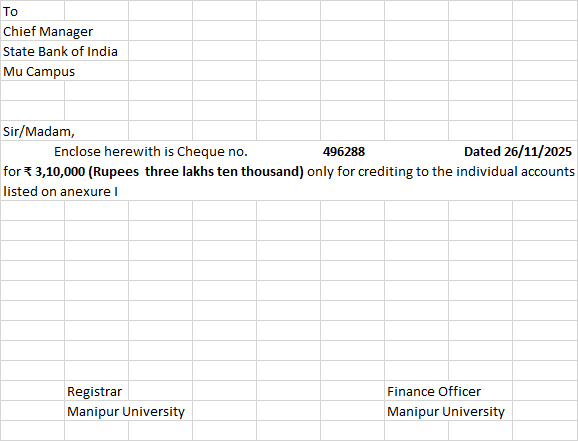 To
Chief Manager
State Bank of India
Mu Campus
Sir/Madam,
Enclose herewith is Cheque no. 496288 Dated 26/11/2025
for ₹ 3,10,000 (Rupees three lakhs ten thousand) only for crediting to the individual accounts
listed on anexure I
Registrar Finance Officer
Manipur University Manipur University